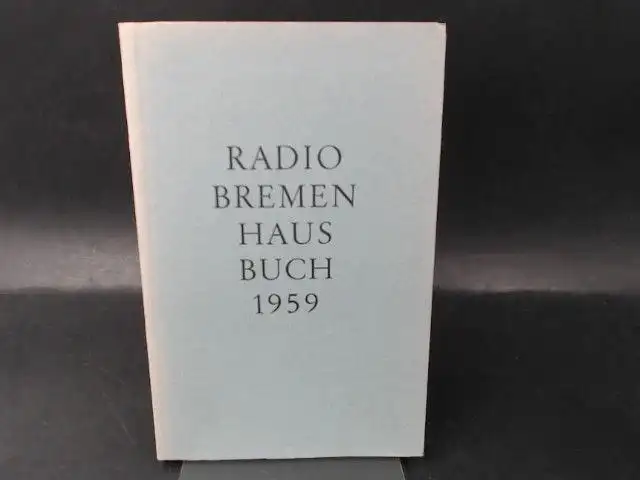 RADIO
BREMEN
HAUS
BUCH
1959